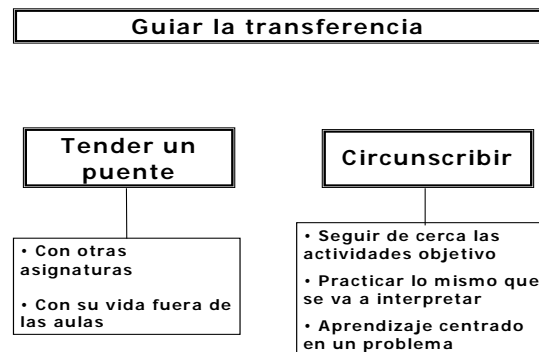 Guiar la transferencia
Tender un
puente
• Con otras
asignaturas
• Con su vida fuera de
las aulas
Circunscribir
• Seguir de cerca las
actividades objetivo
• Practicar lo mismo que
se va a interpretar
• Aprendizaje centrado
en un problema